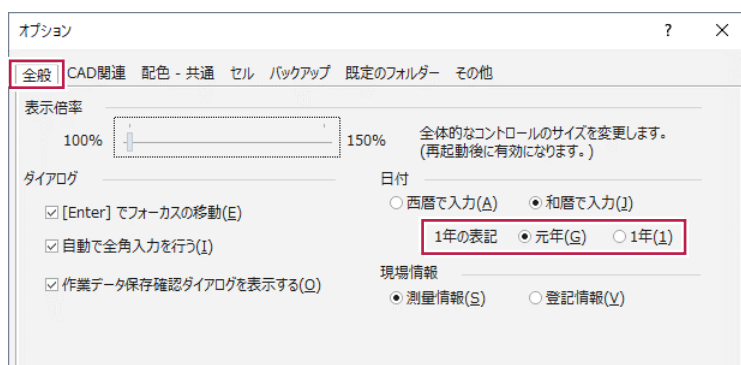 オプション ? ×
全般 CAD関連 配色 - 共通 セル バックアップ 既定のフォルダー その他
表示倍率
100% 150% 全体的なコントロールのサイズを変更します。
(再起動後に有効になります。)
ダイアログ 日付
[Enter] でフォーカスの移動(E) 西暦で入力(A) 和暦で入力(J)
自動で全角入力を行う(I) 1年の表記 元年(G) 1年(1)
作業データ保存確認ダイアログを表示する(O) 現場情報
測量情報(S) 登記情報(V)